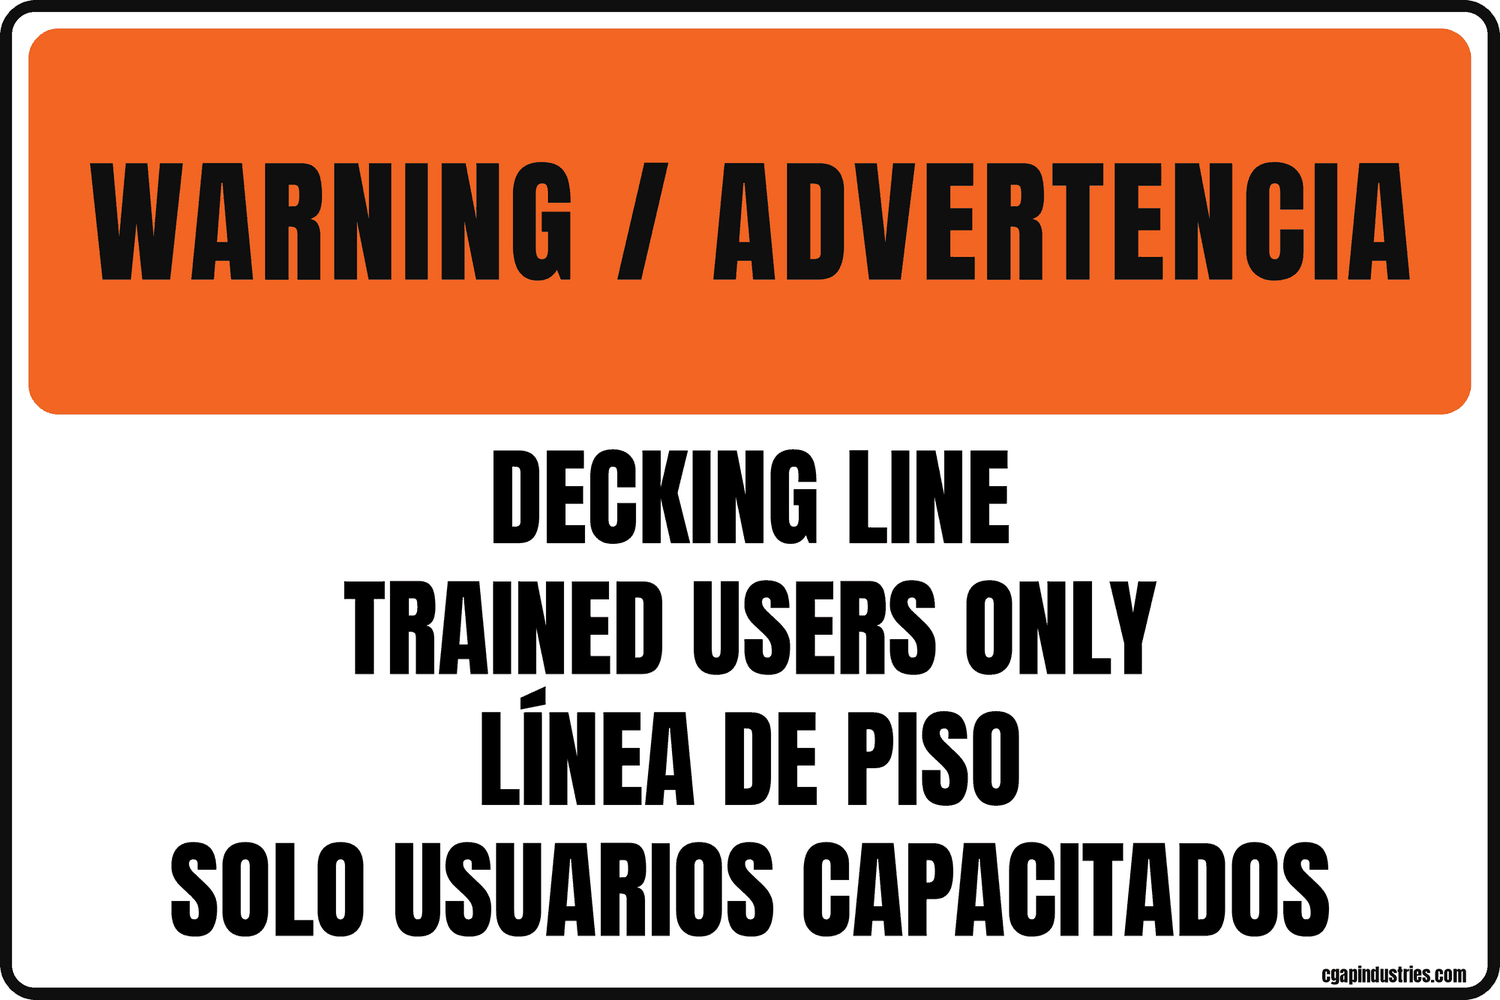 WARNING / ADVERTENCIA
DECKING LINE
TRAINED USERS ONLY
LÍNEA DE PISO
SOLO USUARIOS CAPACITADOS
cgapindustries.com